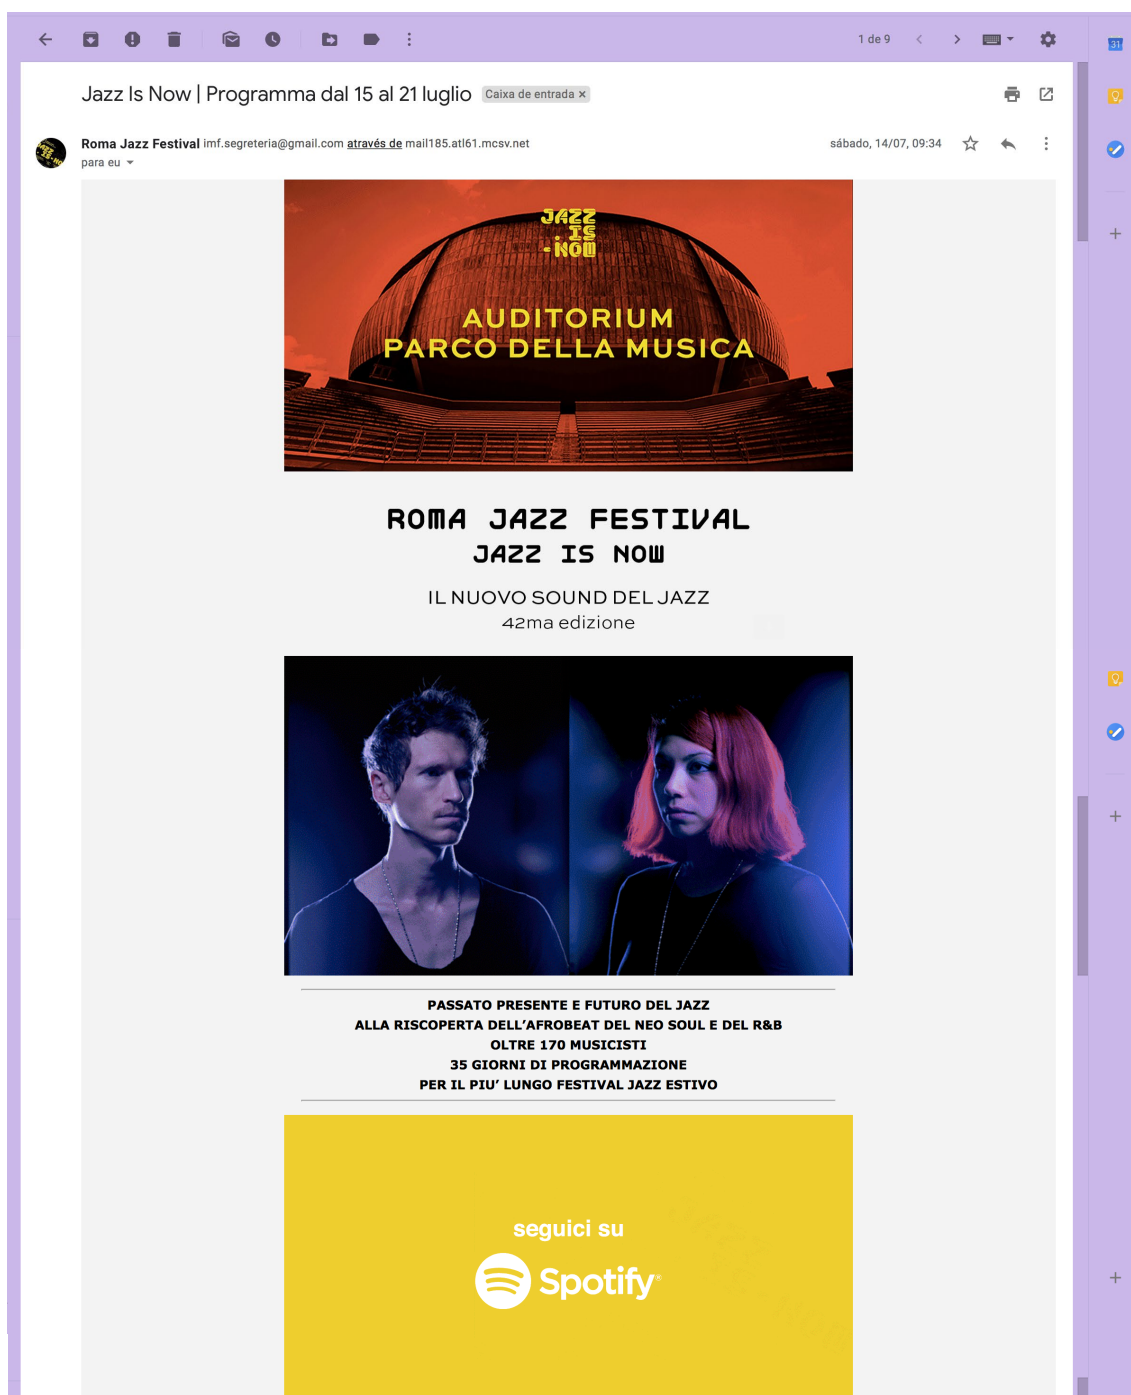 1 de 9
31
Jazz Is Now | Programma dal 15 al 21 luglio Caixa de entrada ×
Roma Jazz Festival imf.segreteria@gmail.com através de mail185.atl61.mcsv.net
sábado, 14/07, 09:34
para eu
JAZZ
IS
NOW
AUDITORIUM
PARCO DELLA MUSICA
ROMA JAZZ FESTIVAL
JAZZ IS NOW
IL NUOVO SOUND DEL JAZZ
42ma edizione
PASSATO PRESENTE E FUTURO DEL JAZZ
ALLA RISCOPERTA DELL'AFROBEAT DEL NEO SOUL E DEL R&B
OLTRE 170 MUSICISTI
35 GIORNI DI PROGRAMMAZIONE
PER IL PIU' LUNGO FESTIVAL JAZZ ESTIVO
seguici su
Spotify®